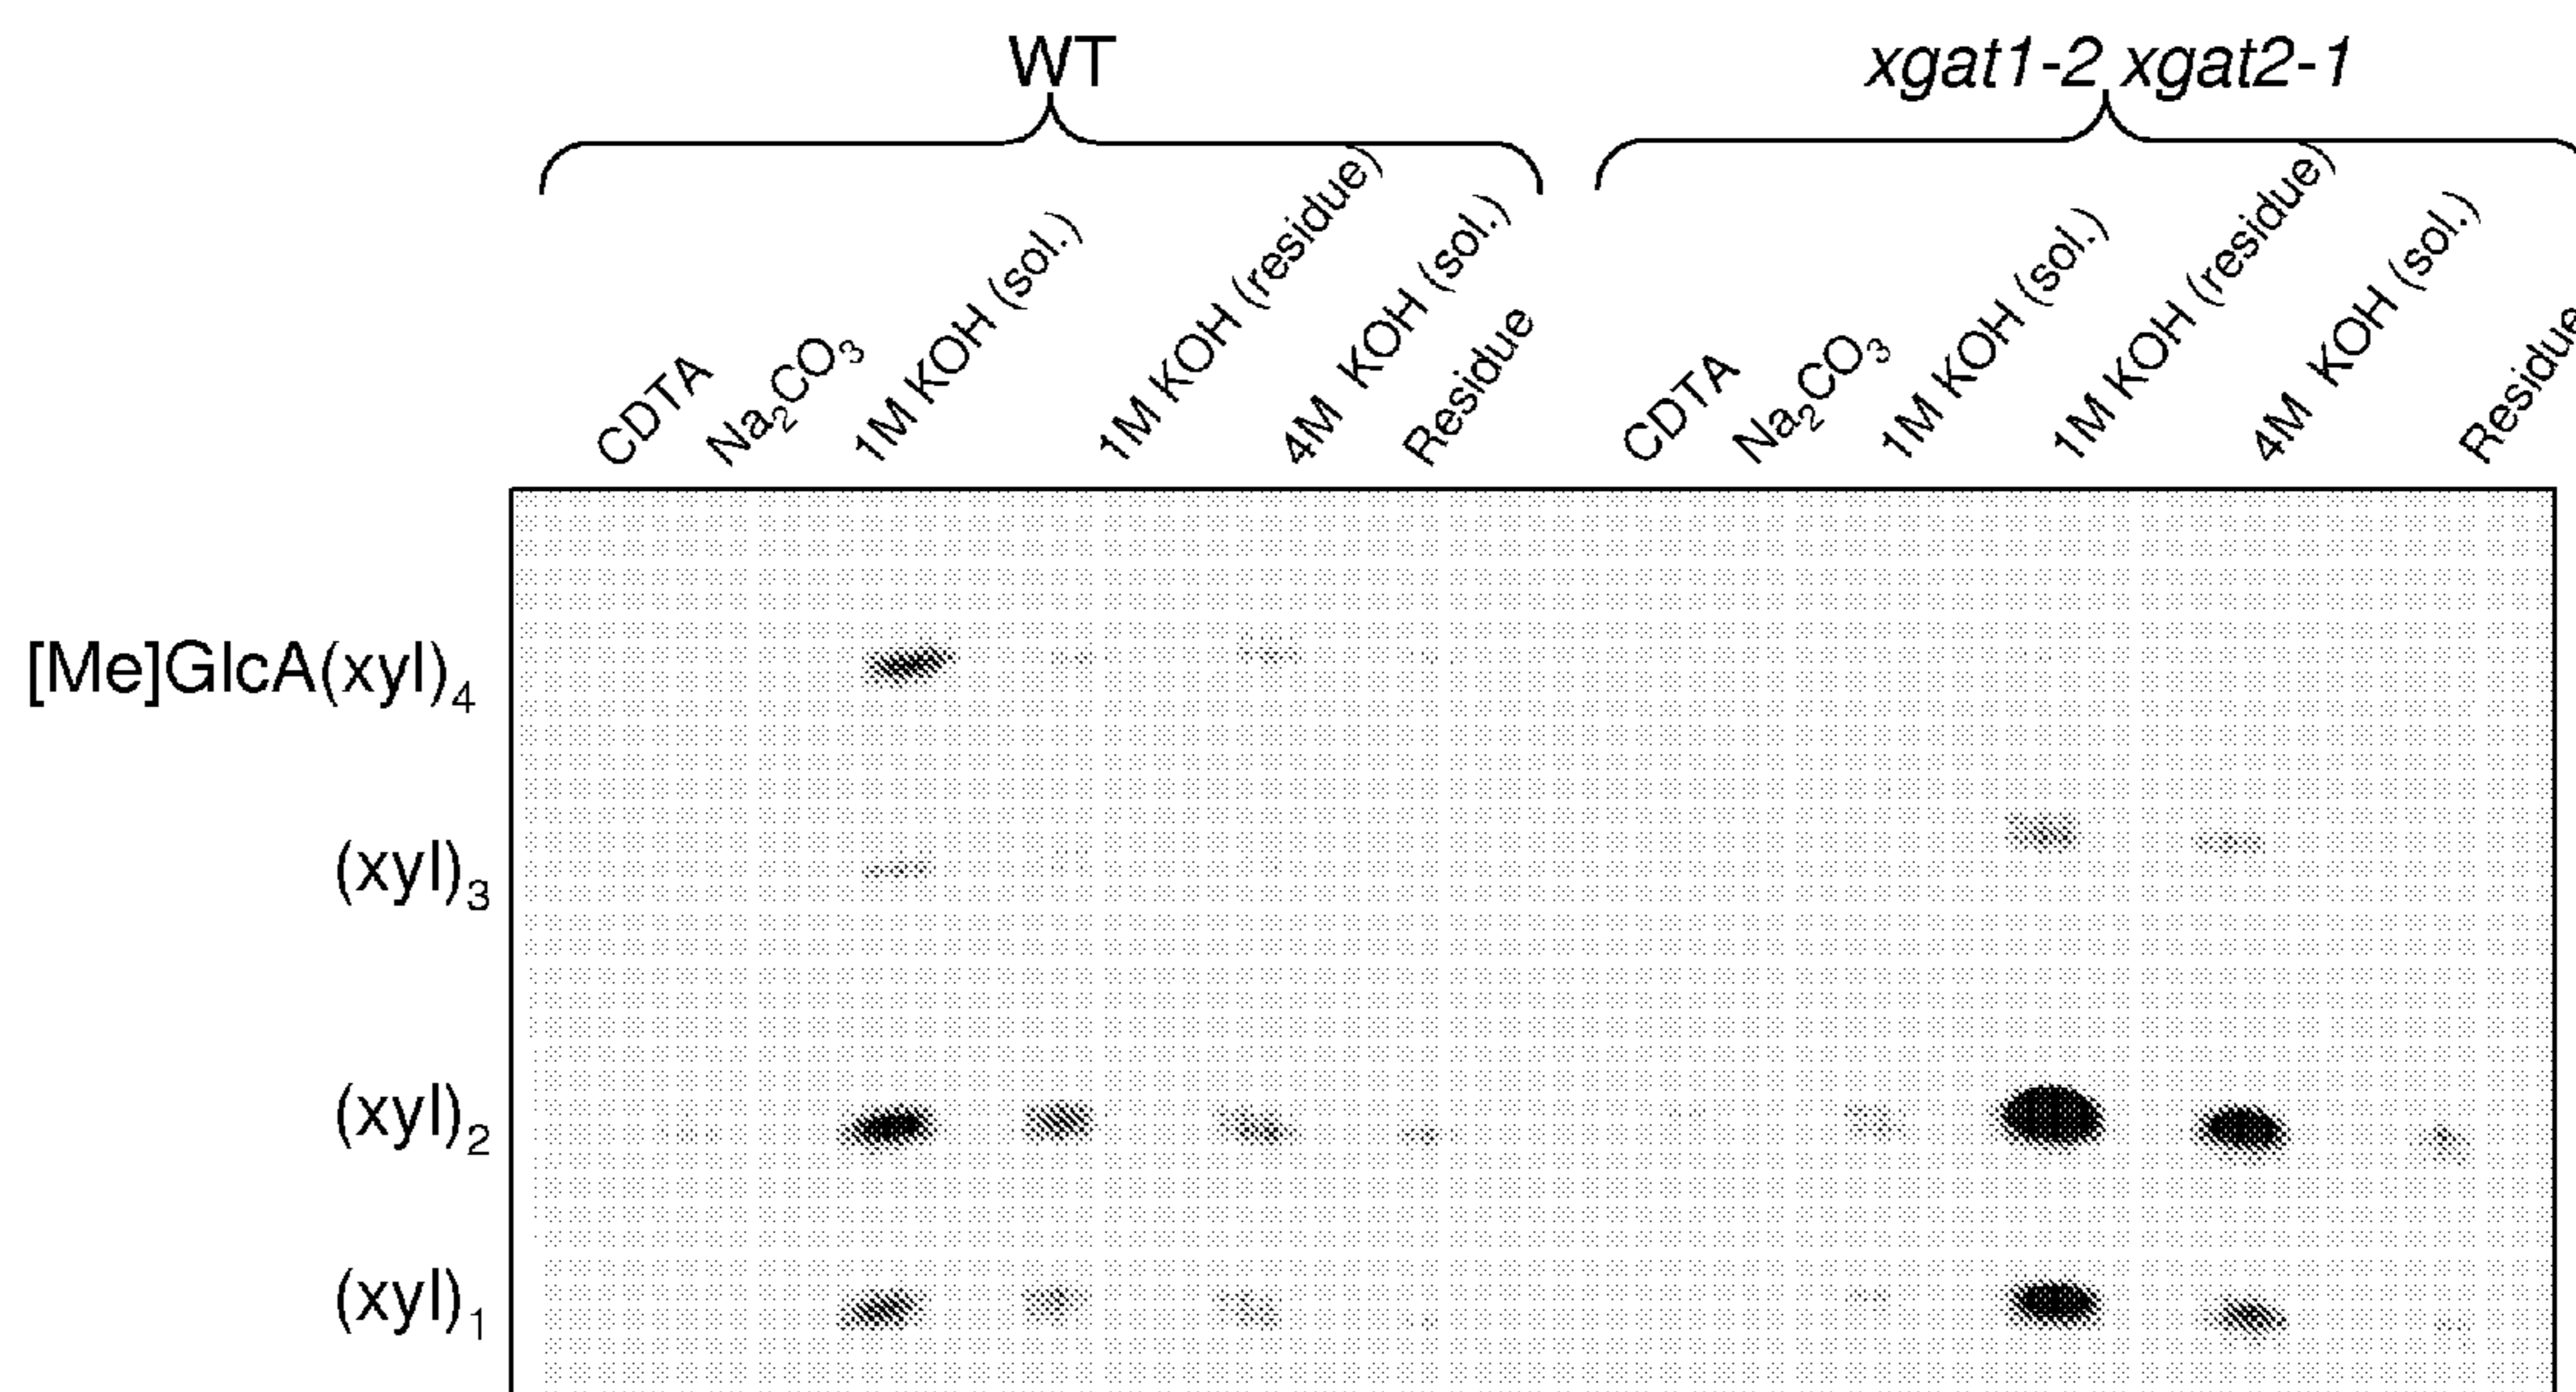 WT
xgat1-2 xgat2-1
CDTA
Na₂CO₃
1M KOH (sol.)
1M KOH (residue)
4M KOH (sol.)
Residue
CDTA
Na₂CO₃
1M KOH (sol.)
1M KOH (residue)
4M KOH (sol.)
Residue
[Me]GlcA(xyl)₄
(xyl)₃
(xyl)₂
(xyl)₁